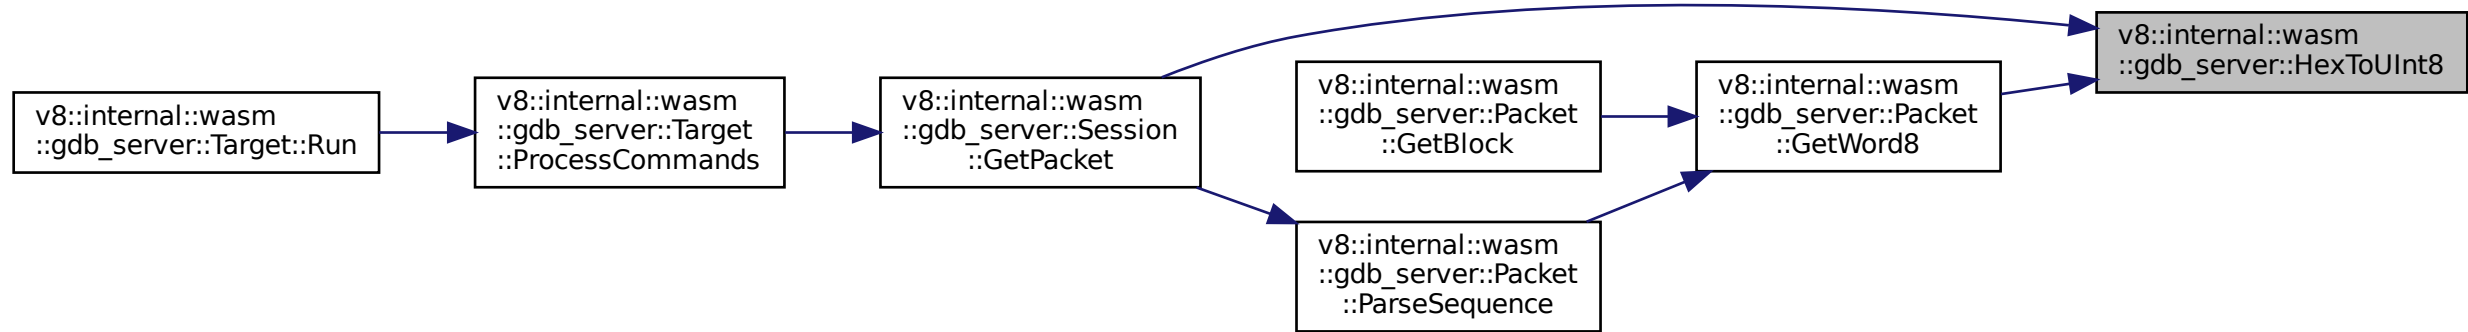 v8::internal::wasm
::gdb_server::Target::Run
v8::internal::wasm
::gdb_server::Target
::ProcessCommands
v8::internal::wasm
::gdb_server::Session
::GetPacket
v8::internal::wasm
::gdb_server::Packet
::GetBlock
v8::internal::wasm
::gdb_server::Packet
::ParseSequence
v8::internal::wasm
::gdb_server::Packet
::GetWord8
v8::internal::wasm
::gdb_server::HexToUInt8